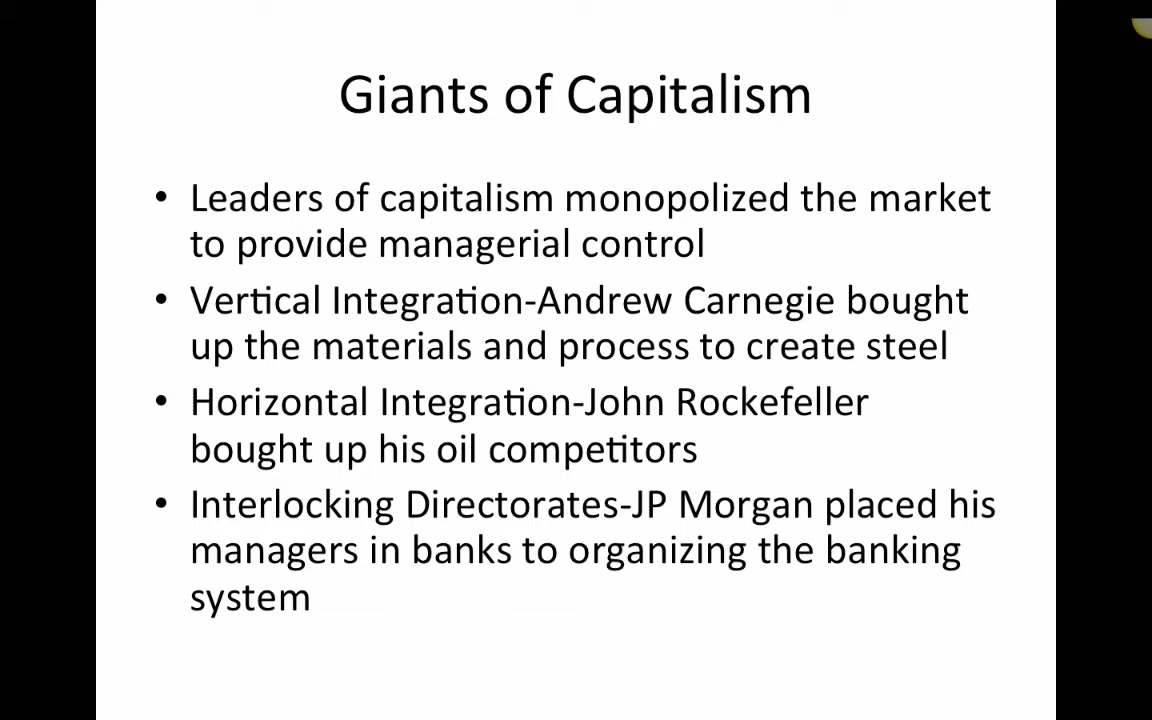 Giants of Capitalism
• Leaders of capitalism monopolized the market
to provide managerial control
• Vertical Integration-Andrew Carnegie bought
up the materials and process to create steel
• Horizontal Integration-John Rockefeller
bought up his oil competitors
• Interlocking Directorates-JP Morgan placed his
managers in banks to organizing the banking
system